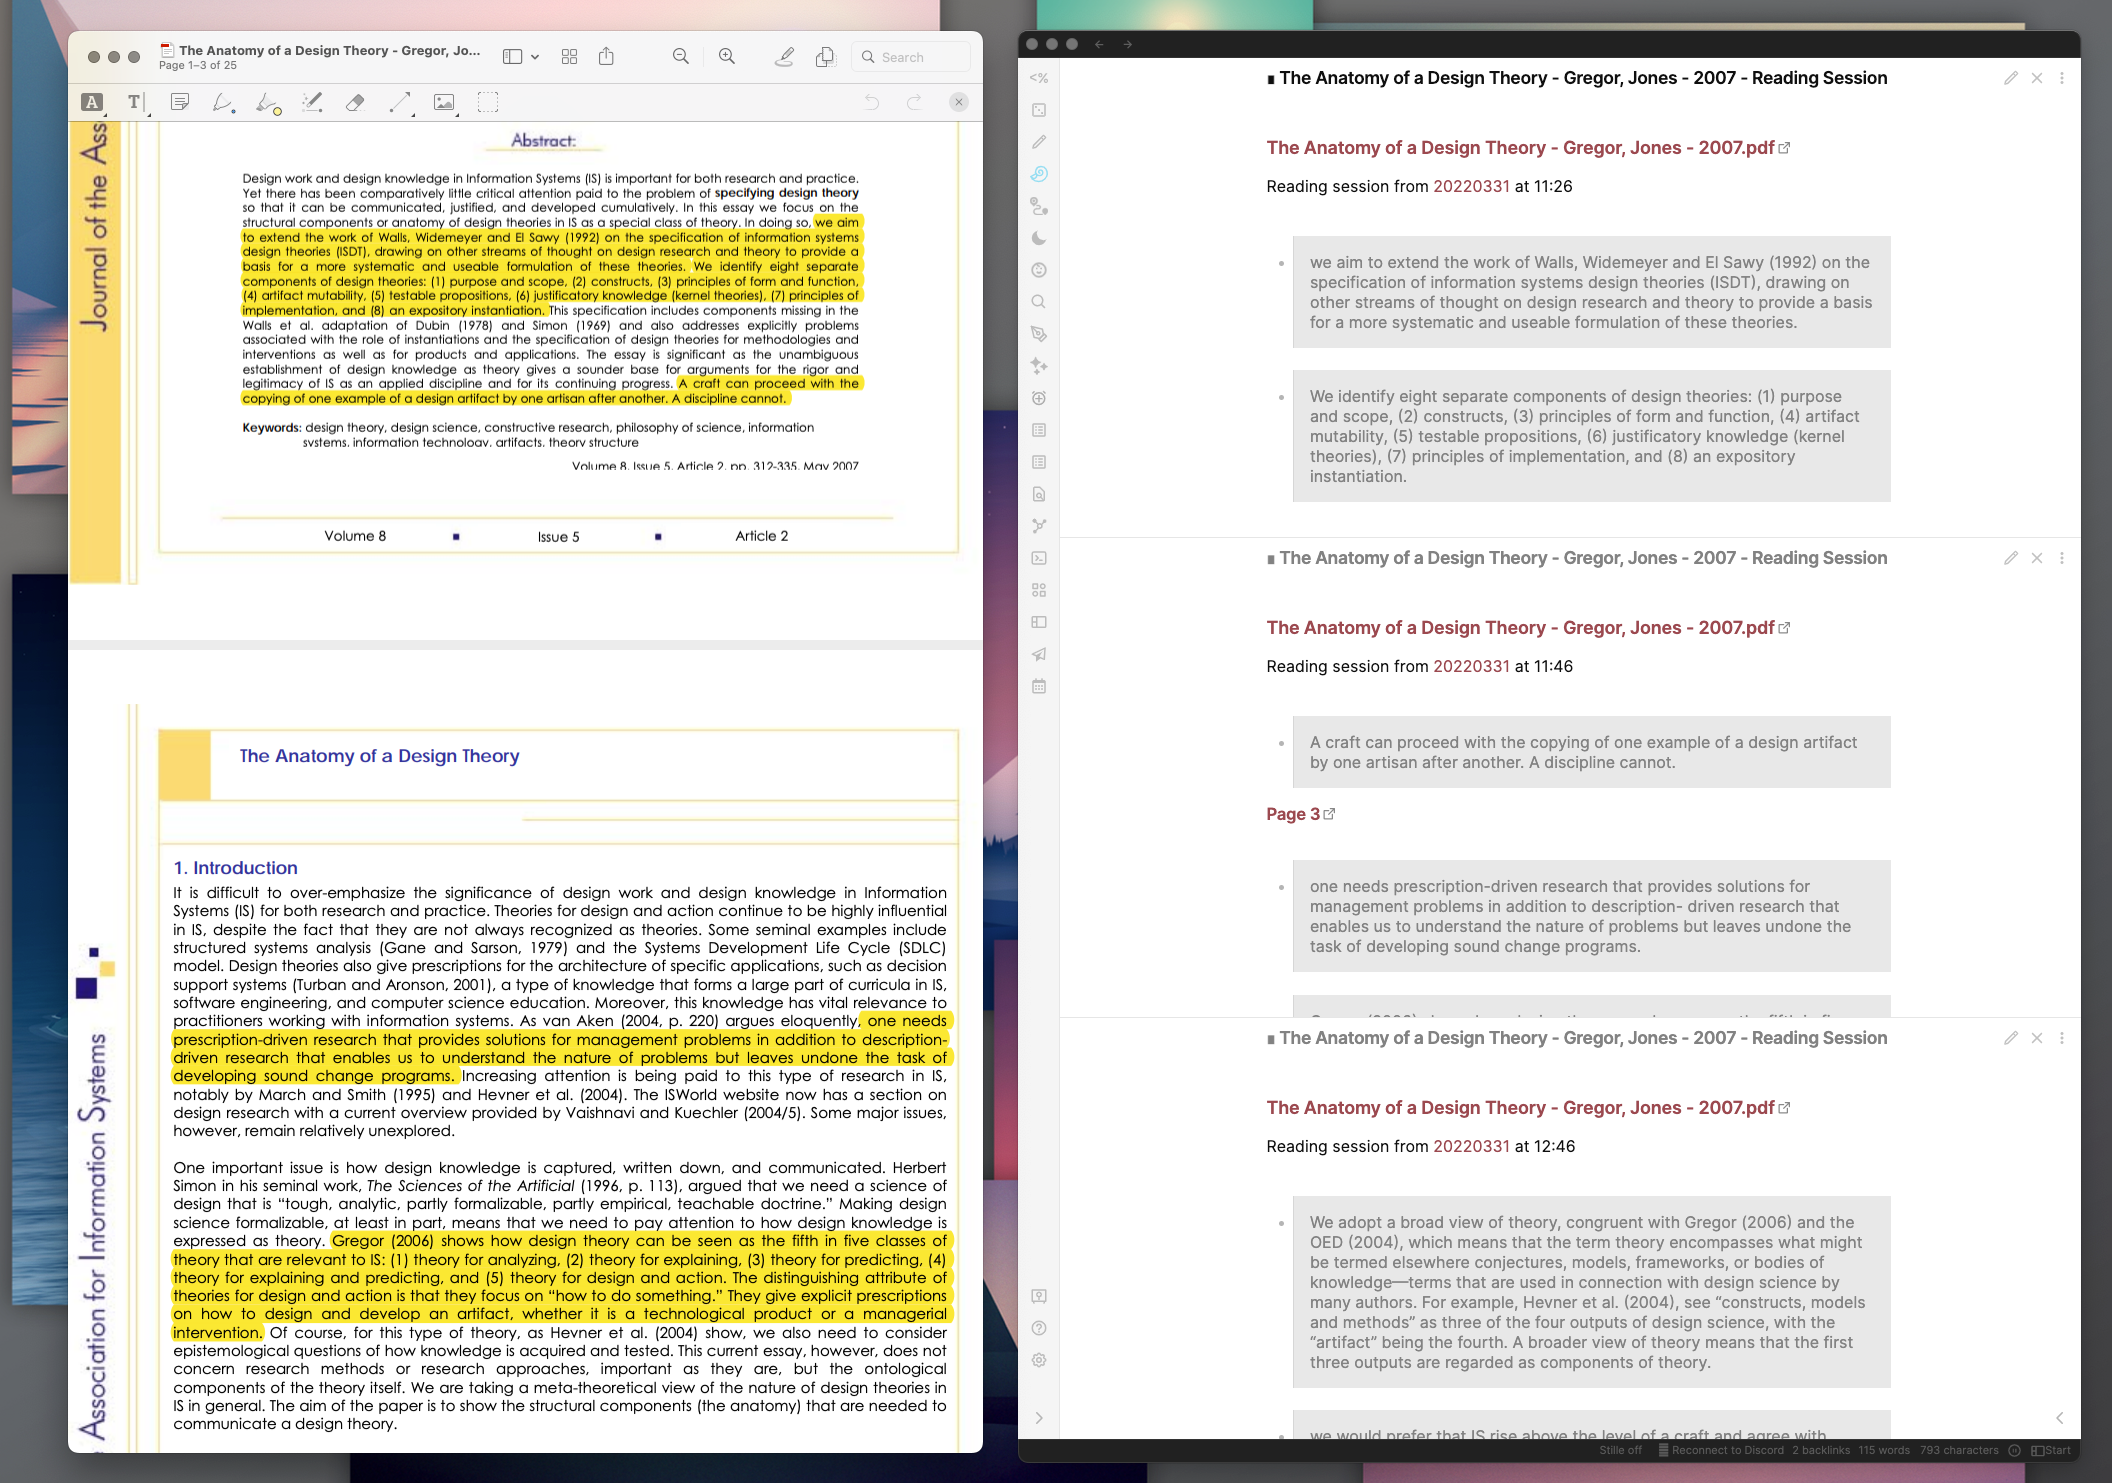 The Anatomy of a Design Theory - Gregor, Jo...
Page 1–3 of 25
Search
Journal of the Ass
Abstract:
Design work and design knowledge in Information Systems (IS) is important for both research and practice.
Yet there has been comparatively little critical attention paid to the problem of specifying design theory
so that it can be communicated, justified, and developed cumulatively. In this essay we focus on the
structural components or anatomy of design theories in IS as a special class of theory. In doing so, we aim
to extend the work of Walls, Widemeyer and El Sawy (1992) on the specification of information systems
design theories (ISDT), drawing on other streams of thought on design research and theory to provide a
basis for a more systematic and useable formulation of these theories. We identify eight separate
components of design theories: (1) purpose and scope, (2) constructs, (3) principles of form and function,
(4) artifact mutability, (5) testable propositions, (6) justificatory knowledge (kernel theories), (7) principles of
implementation, and (8) an expository instantiation. This specification includes components missing in the
Walls et al. adaptation of Dubin (1978) and Simon (1969) and also addresses explicitly problems
associated with the role of instantiations and the specification of design theories for methodologies and
interventions as well as for products and applications. The essay is significant as the unambiguous
establishment of design knowledge as theory gives a sounder base for arguments for the rigor and
legitimacy of IS as an applied discipline and for its continuing progress. A craft can proceed with the
copying of one example of a design artifact by one artisan after another. A discipline cannot.
Keywords: design theory, design science, constructive research, philosophy of science, information
systems, information technology, artifacts, theory structure
Volume 8, Issue 5, Article 2, pp. 312-335, May 2007
Volume 8 ▪ Issue 5 ▪ Article 2
The Anatomy of a Design Theory
Association for Information Systems
1. Introduction
It is difficult to over-emphasize the significance of design work and design knowledge in Information
Systems (IS) for both research and practice. Theories for design and action continue to be highly influential
in IS, despite the fact that they are not always recognized as theories. Some seminal examples include
structured systems analysis (Gane and Sarson, 1979) and the Systems Development Life Cycle (SDLC)
model. Design theories also give prescriptions for the architecture of specific applications, such as decision
support systems (Turban and Aronson, 2001), a type of knowledge that forms a large part of curricula in IS,
software engineering, and computer science education. Moreover, this knowledge has vital relevance to
practitioners working with information systems. As van Aken (2004, p. 220) argues eloquently, one needs
prescription-driven research that provides solutions for management problems in addition to description-
driven research that enables us to understand the nature of problems but leaves undone the task of
developing sound change programs. Increasing attention is being paid to this type of research in IS,
notably by March and Smith (1995) and Hevner et al. (2004). The ISWorld website now has a section on
design research with a current overview provided by Vaishnavi and Kuechler (2004/5). Some major issues,
however, remain relatively unexplored.
One important issue is how design knowledge is captured, written down, and communicated. Herbert
Simon in his seminal work, The Sciences of the Artificial (1996, p. 113), argued that we need a science of
design that is “tough, analytic, partly formalizable, partly empirical, teachable doctrine.” Making design
science formalizable, at least in part, means that we need to pay attention to how design knowledge is
expressed as theory. Gregor (2006) shows how design theory can be seen as the fifth in five classes of
theory that are relevant to IS: (1) theory for analyzing, (2) theory for explaining, (3) theory for predicting, (4)
theory for explaining and predicting, and (5) theory for design and action. The distinguishing attribute of
theories for design and action is that they focus on “how to do something.” They give explicit prescriptions
on how to design and develop an artifact, whether it is a technological product or a managerial
intervention. Of course, for this type of theory, as Hevner et al. (2004) show, we also need to consider
epistemological questions of how knowledge is acquired and tested. This current essay, however, does not
concern research methods or research approaches, important as they are, but the ontological
components of the theory itself. We are taking a meta-theoretical view of the nature of design theories in
IS in general. The aim of the paper is to show the structural components (the anatomy) that are needed to
communicate a design theory.
The Anatomy of a Design Theory - Gregor, Jones - 2007 - Reading Session
The Anatomy of a Design Theory - Gregor, Jones - 2007.pdf
Reading session from 20220331 at 11:26
• we aim to extend the work of Walls, Widemeyer and El Sawy (1992) on the
specification of information systems design theories (ISDT), drawing on
other streams of thought on design research and theory to provide a basis
for a more systematic and useable formulation of these theories.
• We identify eight separate components of design theories: (1) purpose
and scope, (2) constructs, (3) principles of form and function, (4) artifact
mutability, (5) testable propositions, (6) justificatory knowledge (kernel
theories), (7) principles of implementation, and (8) an expository
instantiation.
The Anatomy of a Design Theory - Gregor, Jones - 2007 - Reading Session
The Anatomy of a Design Theory - Gregor, Jones - 2007.pdf
Reading session from 20220331 at 11:46
• A craft can proceed with the copying of one example of a design artifact
by one artisan after another. A discipline cannot.
Page 3
• one needs prescription-driven research that provides solutions for
management problems in addition to description- driven research that
enables us to understand the nature of problems but leaves undone the
task of developing sound change programs.
The Anatomy of a Design Theory - Gregor, Jones - 2007 - Reading Session
The Anatomy of a Design Theory - Gregor, Jones - 2007.pdf
Reading session from 20220331 at 12:46
• We adopt a broad view of theory, congruent with Gregor (2006) and the
OED (2004), which means that the term theory encompasses what might
be termed elsewhere conjectures, models, frameworks, or bodies of
knowledge—terms that are used in connection with design science by
many authors. For example, Hevner et al. (2004), see “constructs, models
and methods” as three of the four outputs of design science, with the
“artifact” being the fourth. A broader view of theory means that the first
three outputs are regarded as components of theory.
• we would prefer that IS rise above the level of a craft and agree with
Stille off Reconnect to Discord 2 backlinks 115 words 793 characters Start